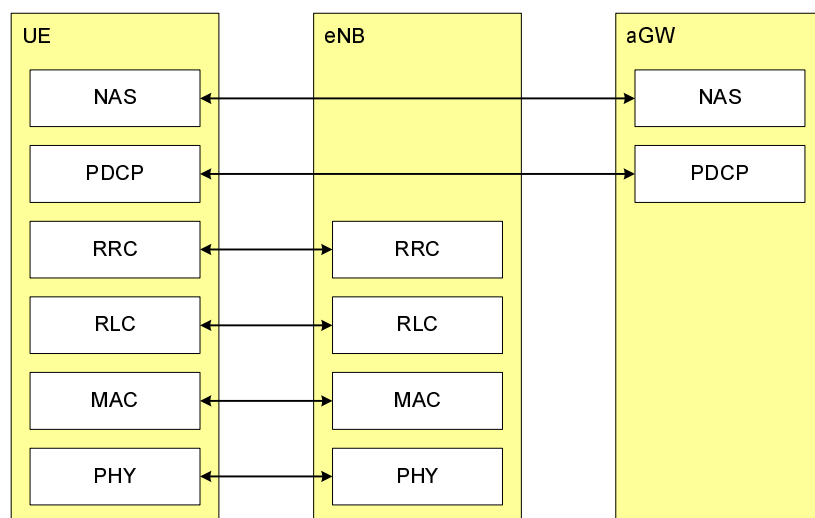 UE
eNB
aGW
NAS
NAS
PDCP
PDCP
RRC
RRC
RLC
RLC
MAC
MAC
PHY
PHY